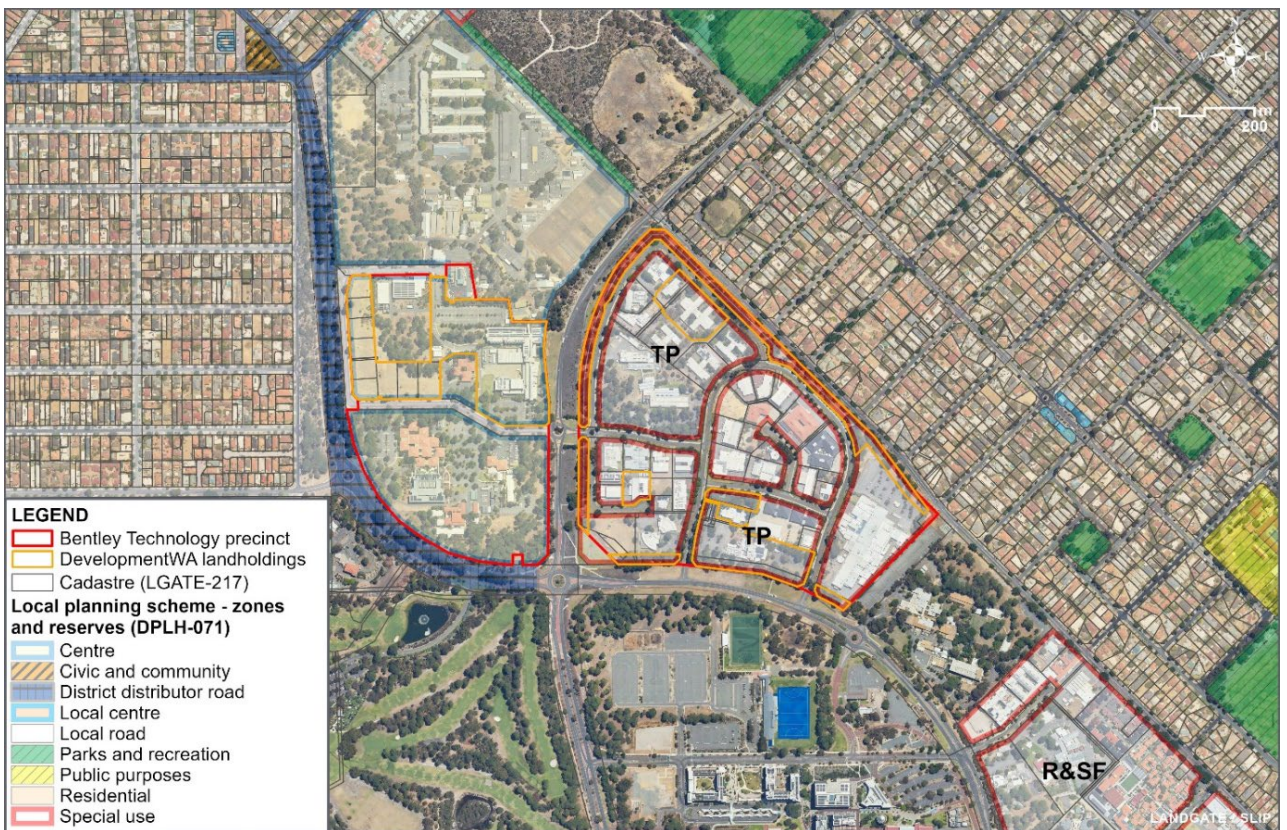 N
W
E
m
0
200
TP
TP
R&SF
LEGEND
Bentley Technology precinct
DevelopmentWA landholdings
Cadastre (LGATE-217)
Local planning scheme - zones
and reserves (DPLH-071)
Centre
Civic and community
District distributor road
Local centre
Local road
Parks and recreation
Public purposes
Residential
Special use
LANDGATE / SLIP